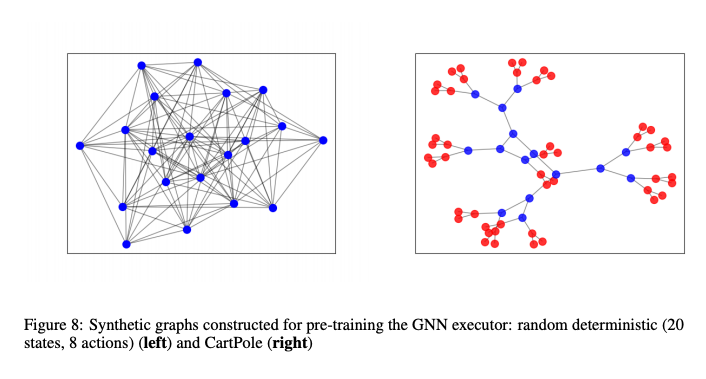 Figure 8: Synthetic graphs constructed for pre-training the GNN executor: random deterministic (20
states, 8 actions) (left) and CartPole (right)